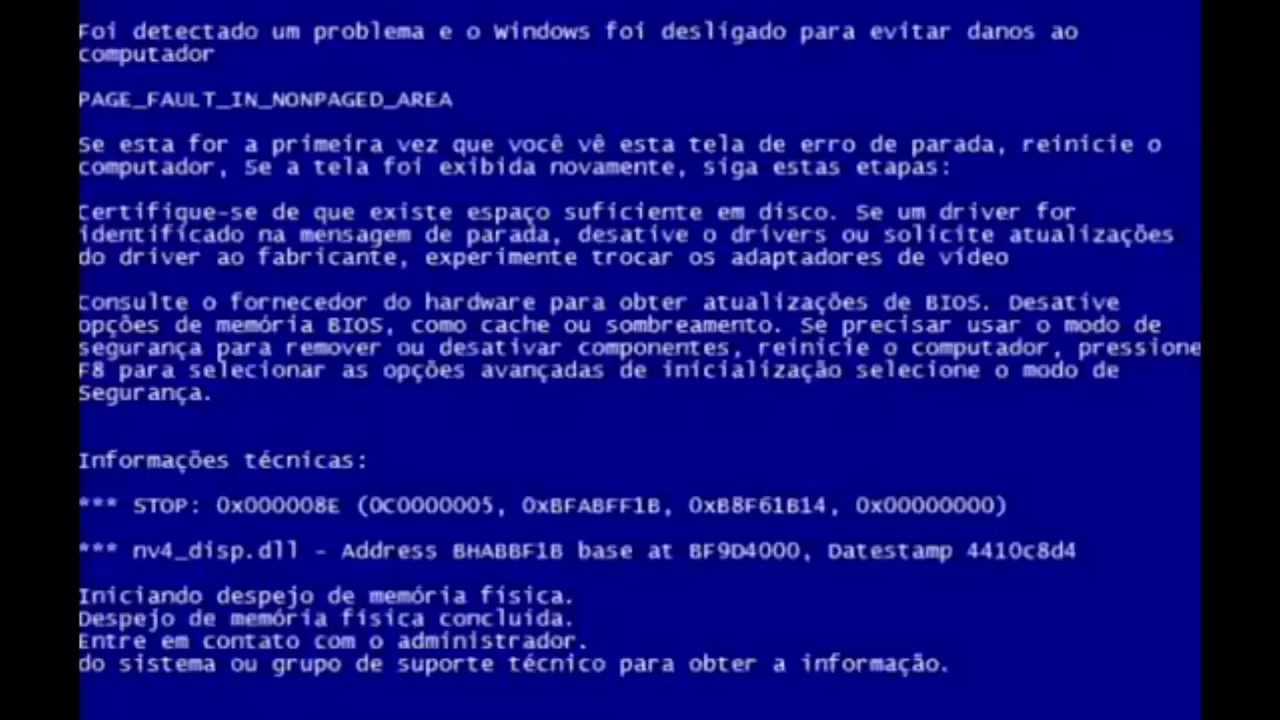 Foi detectado um problema e o Windows foi desligado para evitar danos ao
computador
PAGE_FAULT_IN_NONPAGED_AREA
Se esta for a primeira vez que você vê esta tela de erro de parada, reinicie o
computador, Se a tela foi exibida novamente, siga estas etapas:
Certifique-se de que existe espaço suficiente em disco. Se um driver for
identificado na mensagem de parada, desative o drivers ou solicite atualizações
do driver ao fabricante, experimente trocar os adaptadores de vídeo
Consulte o fornecedor do hardware para obter atualizações de BIOS. Desative
opções de memória BIOS, como cache ou sombreamento. Se precisar usar o modo de
segurança para remover ou desativar componentes, reinicie o computador, pressione
F8 para selecionar as opções avançadas de inicialização selecione o modo de
Segurança.
Informações técnicas:
*** STOP: 0x000008E (0C0000005, 0xBFABFF1B, 0xB8F61B14, 0x00000000)
*** nv4_disp.dll - Address BHABBF1B base at BF9D4000, Datestamp 4410c8d4
Iniciando despejo de memória física.
Despejo de memória física concluída.
Entre em contato com o administrador.
do sistema ou grupo de suporte técnico para obter a informação.